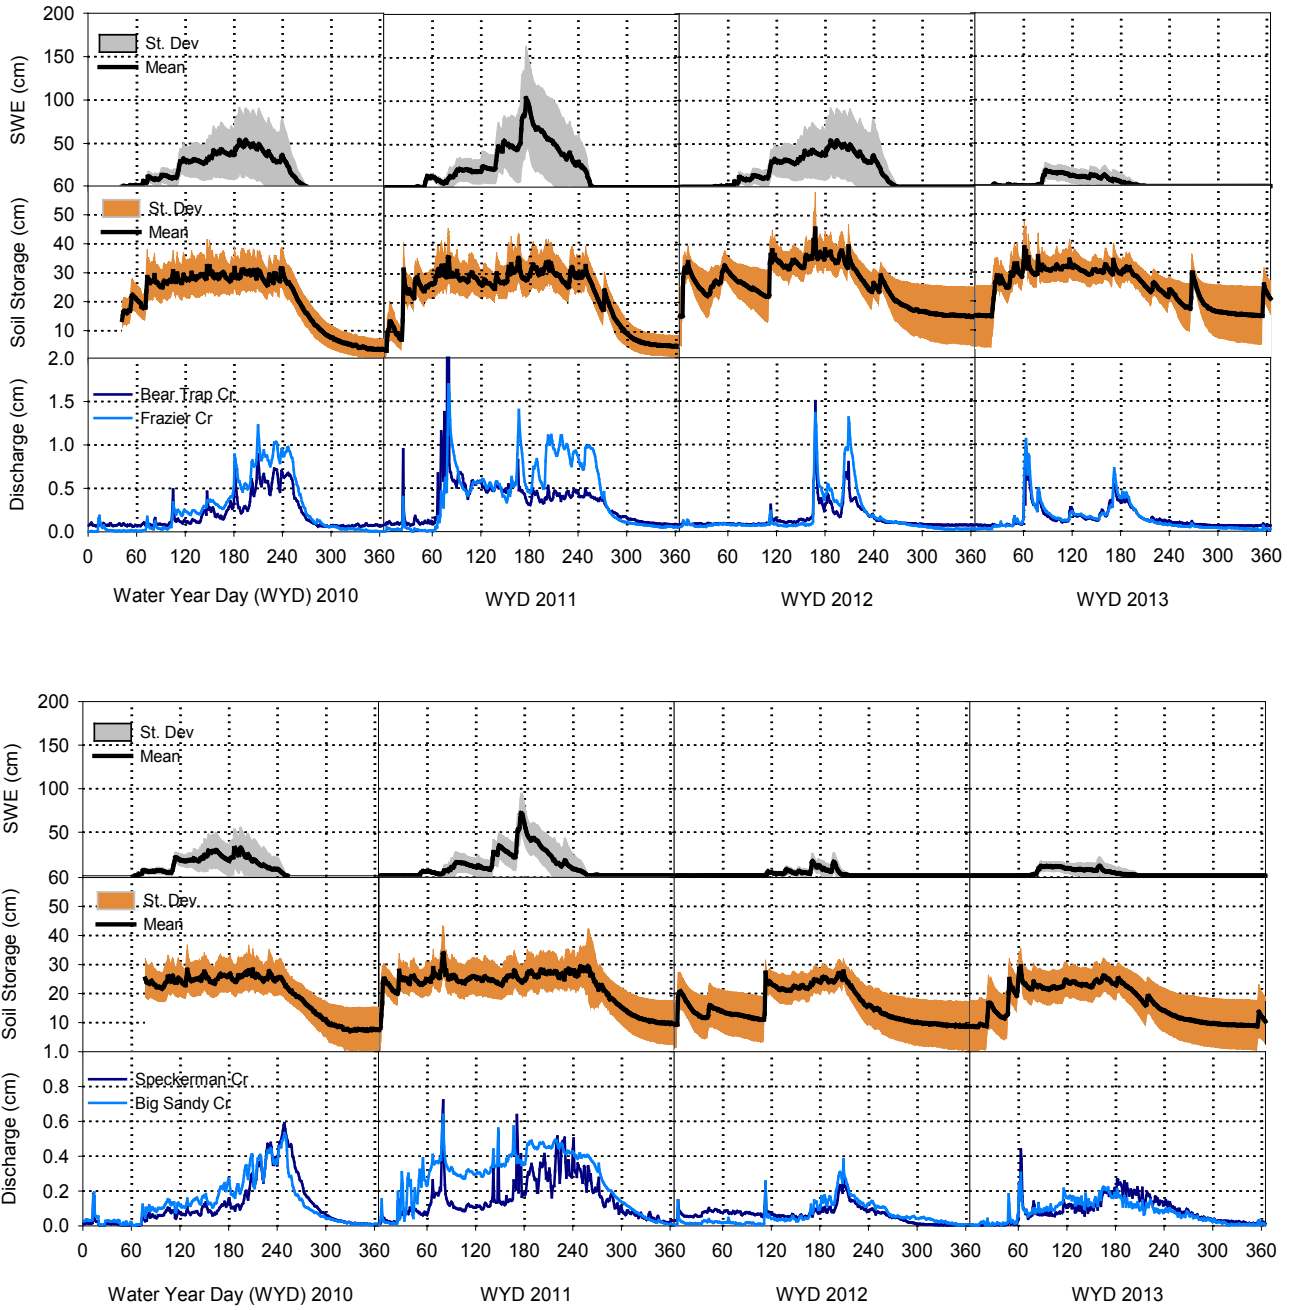 200
150
100
50
60
SWE (cm)
St. Dev
Mean
50
40
30
20
10
2.0
Soil Storage (cm)
St. Dev
Mean
1.5
1.0
0.5
0.0
Discharge (cm)
Bear Trap Cr
Frazier Cr
0 60 120 180 240 300 360 60 120 180 240 300 360 60 120 180 240 300 360 60 120 180 240 300 360
Water Year Day (WYD) 2010 WYD 2011 WYD 2012 WYD 2013
200
150
100
50
60
SWE (cm)
St. Dev
Mean
50
40
30
20
10
1.0
Soil Storage (cm)
St. Dev
Mean
0.8
0.6
0.4
0.2
0.0
Discharge (cm)
Speckerman Cr
Big Sandy Cr
0 60 120 180 240 300 360 60 120 180 240 300 360 60 120 180 240 300 360 60 120 180 240 300 360
Water Year Day (WYD) 2010 WYD 2011 WYD 2012 WYD 2013